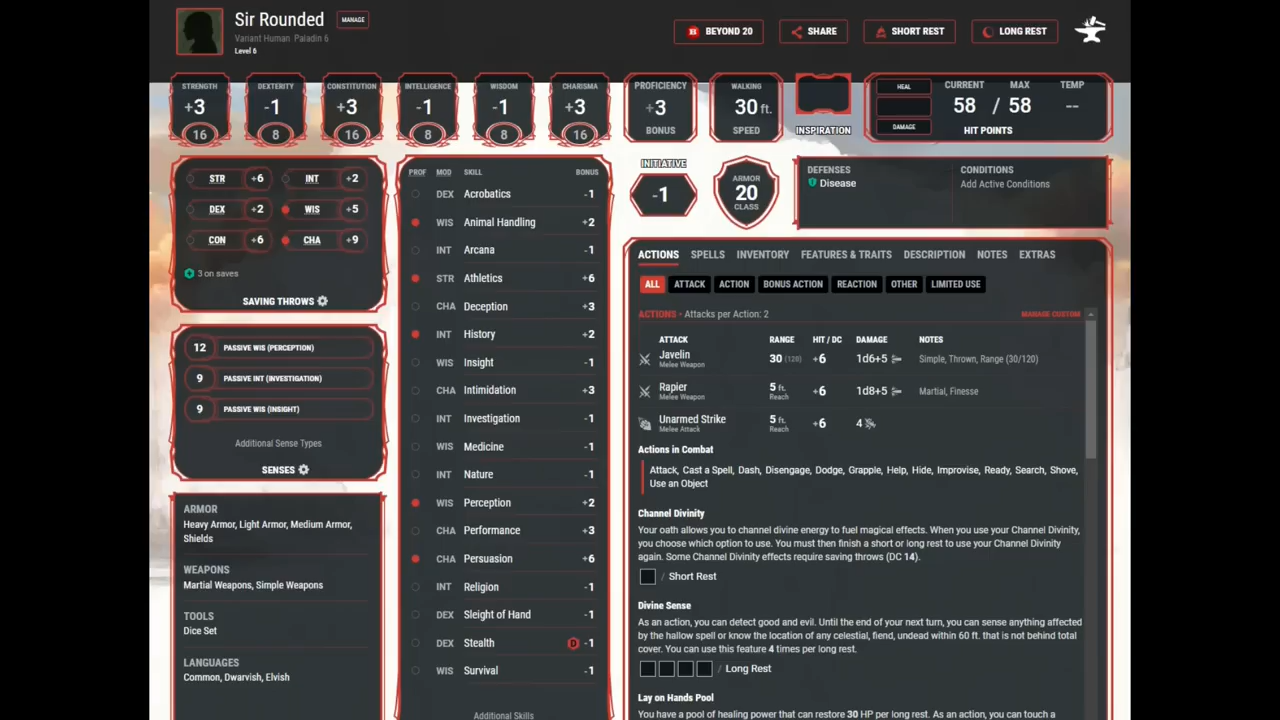 Sir Rounded MANAGE
Variant Human Paladin 6
Level 6
BEYOND 20 SHARE SHORT REST LONG REST
STRENGTH DEXTERITY CONSTITUTION INTELLIGENCE WISDOM CHARISMA
+3 -1 +3 -1 -1 +3
16 8 16 8 8 16
PROFICIENCY
+3
BONUS
WALKING
30 ft.
SPEED
INSPIRATION
HEAL
DAMAGE
CURRENT MAX TEMP
58 / 58 --
HIT POINTS
STR +6 INT +2
DEX +2 WIS +5
CON +6 CHA +9
3 on saves
SAVING THROWS
12 PASSIVE WIS (PERCEPTION)
9 PASSIVE INT (INVESTIGATION)
9 PASSIVE WIS (INSIGHT)
Additional Sense Types
SENSES
ARMOR
Heavy Armor, Light Armor, Medium Armor,
Shields
WEAPONS
Martial Weapons, Simple Weapons
TOOLS
Dice Set
LANGUAGES
Common, Dwarvish, Elvish
PROF MOD SKILL BONUS
DEX Acrobatics -1
WIS Animal Handling +2
INT Arcana -1
STR Athletics +6
CHA Deception +3
INT History +2
WIS Insight -1
CHA Intimidation +3
INT Investigation -1
WIS Medicine -1
INT Nature -1
WIS Perception +2
CHA Performance +3
CHA Persuasion +6
INT Religion -1
DEX Sleight of Hand -1
DEX Stealth D -1
WIS Survival -1
Additional Skills
INITIATIVE
-1
ARMOR
20
CLASS
DEFENSES
Disease
CONDITIONS
Add Active Conditions
ACTIONS SPELLS INVENTORY FEATURES & TRAITS DESCRIPTION NOTES EXTRAS
ALL ATTACK ACTION BONUS ACTION REACTION OTHER LIMITED USE
ACTIONS • Attacks per Action: 2 MANAGE CUSTOM
ATTACK RANGE HIT / DC DAMAGE NOTES
Javelin 30 (120) +6 1d6+5 Simple, Thrown, Range (30/120)
Melee Weapon
Rapier 5 ft. +6 1d8+5 Martial, Finesse
Melee Weapon Reach
Unarmed Strike 5 ft. +6 4
Melee Attack Reach
Actions in Combat
Attack, Cast a Spell, Dash, Disengage, Dodge, Grapple, Help, Hide, Improvise, Ready, Search, Shove,
Use an Object
Channel Divinity
Your oath allows you to channel divine energy to fuel magical effects. When you use your Channel Divinity,
you choose which option to use. You must then finish a short or long rest to use your Channel Divinity
again. Some Channel Divinity effects require saving throws (DC 14).
/ Short Rest
Divine Sense
As an action, you can detect good and evil. Until the end of your next turn, you can sense anything affected
by the hallow spell or know the location of any celestial, fiend, undead within 60 ft. that is not behind total
cover. You can use this feature 4 times per long rest.
/ Long Rest
Lay on Hands Pool
You have a pool of healing power that can restore 30 HP per long rest. As an action, you can touch a